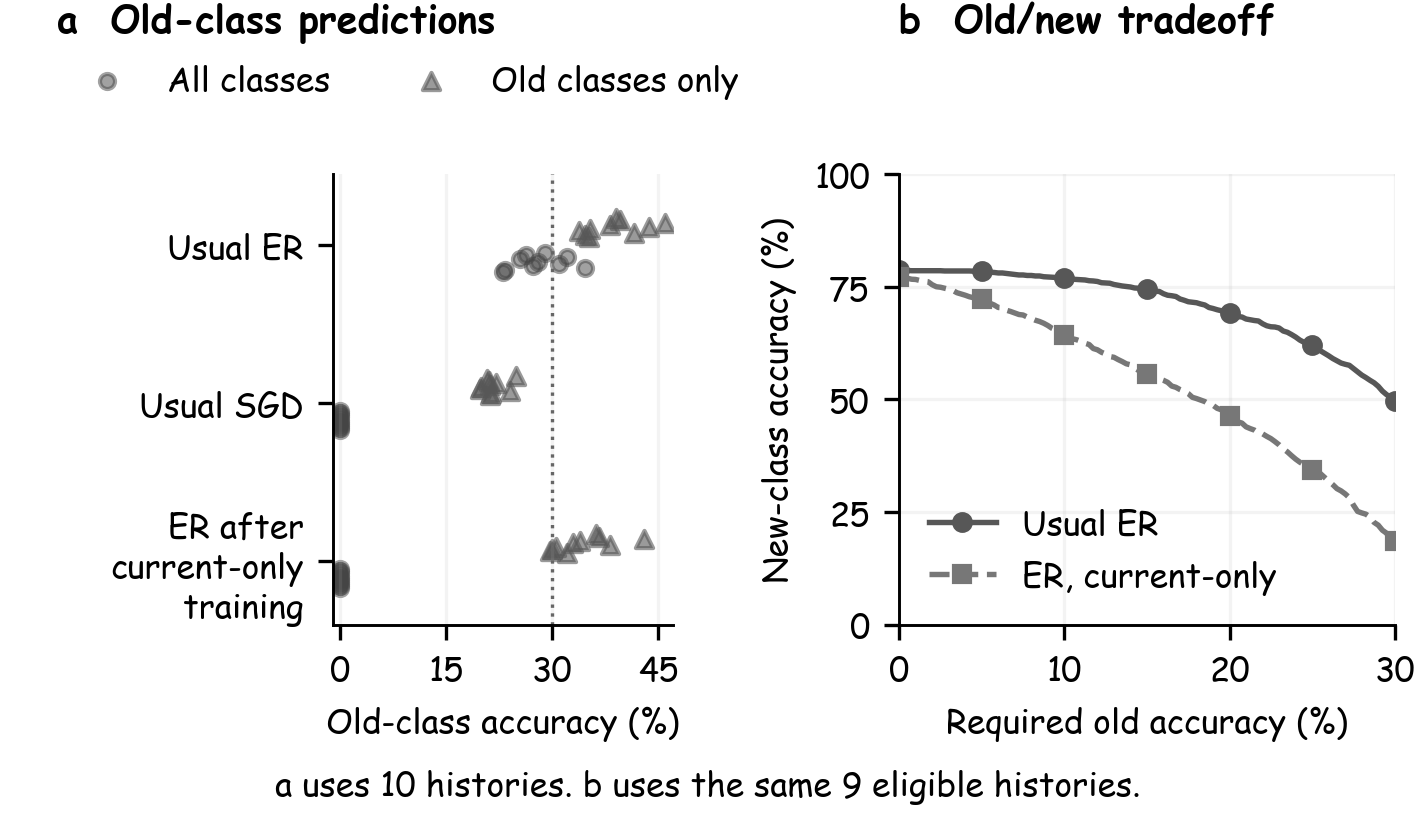 a Old-class predictions
All classes
Old classes only
Usual ER
Usual SGD
ER after
current-only
training
0 15 30 45
Old-class accuracy (%)
b Old/new tradeoff
100
75
50
25
0
New-class accuracy (%)
Usual ER
ER, current-only
0 10 20 30
Required old accuracy (%)
a uses 10 histories. b uses the same 9 eligible histories.